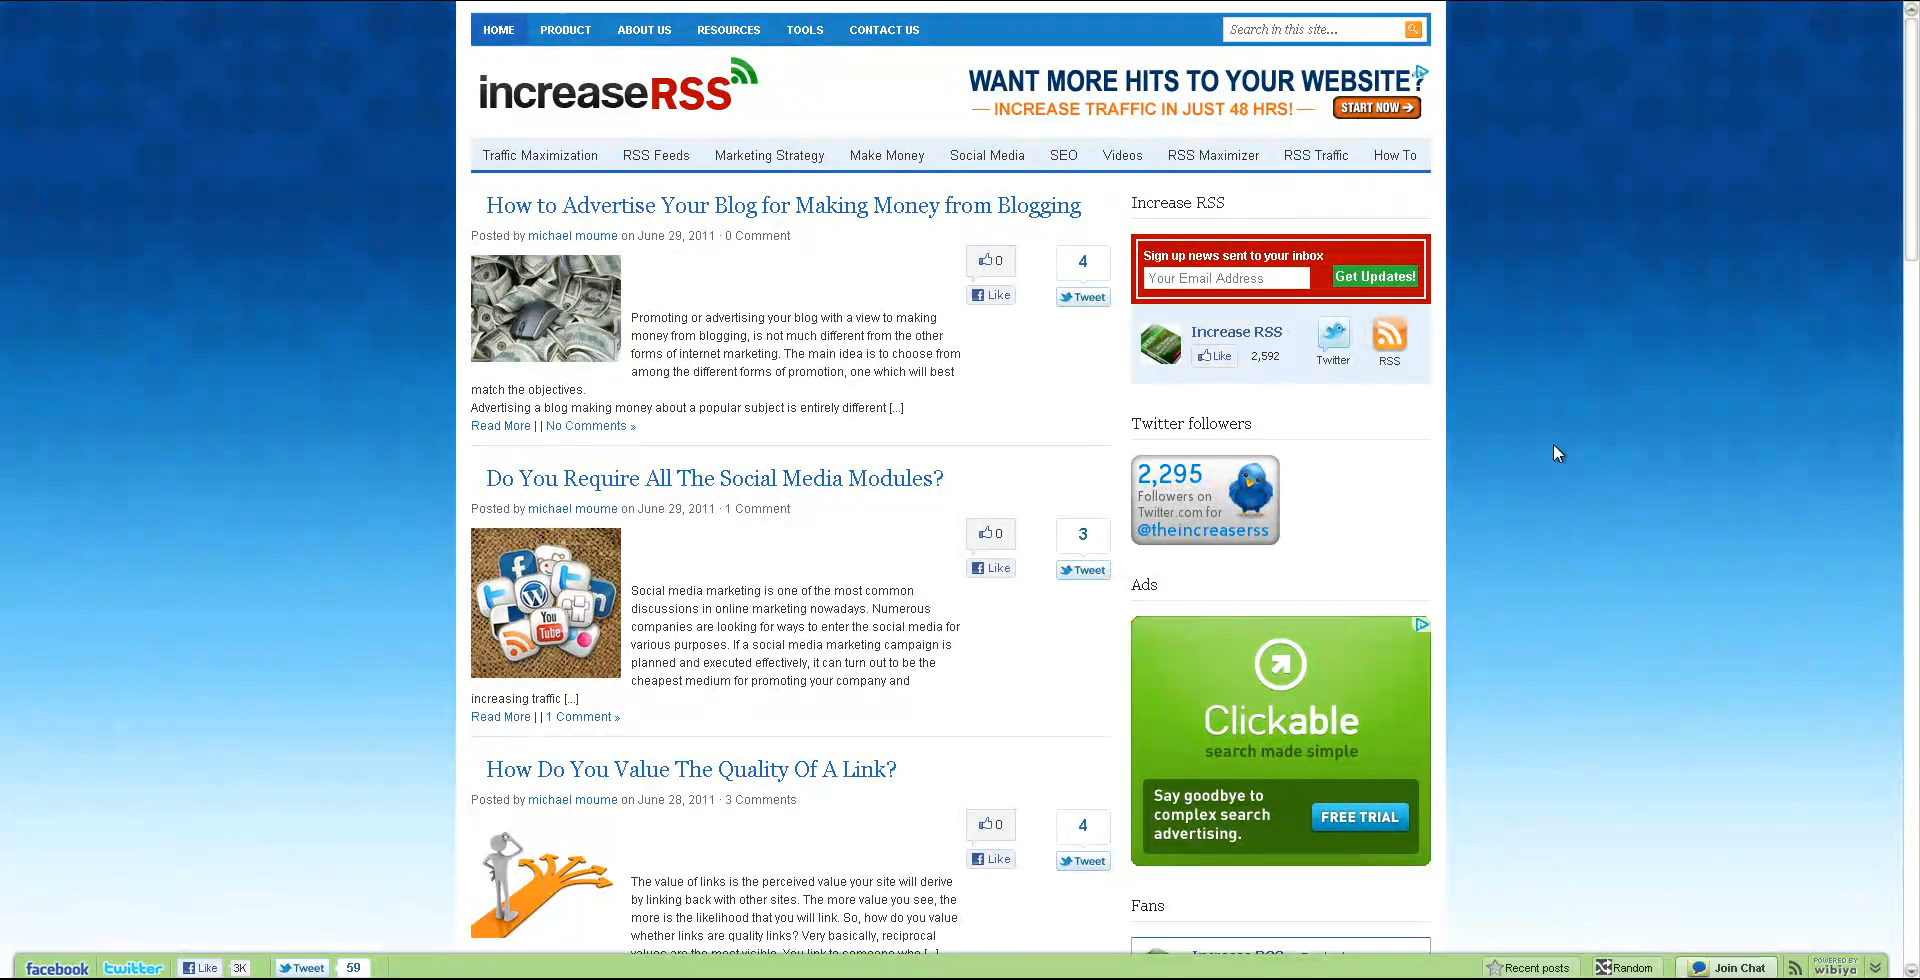 HOME PRODUCT ABOUT US RESOURCES TOOLS CONTACT US
Search in this site...
increaseRSS
WANT MORE HITS TO YOUR WEBSITE?
— INCREASE TRAFFIC IN JUST 48 HRS! —
START NOW
Traffic Maximization RSS Feeds Marketing Strategy Make Money Social Media SEO Videos RSS Maximizer RSS Traffic How To
How to Advertise Your Blog for Making Money from Blogging
Posted by michael moume on June 29, 2011 · 0 Comment
0
Like
4
Tweet
Promoting or advertising your blog with a view to making
money from blogging, is not much different from the other
forms of internet marketing. The main idea is to choose from
among the different forms of promotion, one which will best
match the objectives.
Advertising a blog making money about a popular subject is entirely different [...]
Read More | | No Comments »
Do You Require All The Social Media Modules?
Posted by michael moume on June 29, 2011 · 1 Comment
0
Like
3
Tweet
You
Tube
Social media marketing is one of the most common
discussions in online marketing nowadays. Numerous
companies are looking for ways to enter the social media for
various purposes. If a social media marketing campaign is
planned and executed effectively, it can turn out to be the
cheapest medium for promoting your company and
increasing traffic [...]
Read More | | 1 Comment »
How Do You Value The Quality Of A Link?
Posted by michael moume on June 28, 2011 · 3 Comments
0
Like
4
Tweet
The value of links is the perceived value your site will derive
by linking back with other sites. The more value you see, the
more is the likelihood that you will link. So, how do you value
whether links are quality links? Very basically, reciprocal
values are the most visible. You link to someone who [...]
Increase RSS
Sign up news sent to your inbox
Your Email Address
Get Updates!
Increase RSS
Like 2,592
Twitter
RSS
Twitter followers
2,295
Followers on
Twitter.com for
@theincreaserss
Ads
Clickable
search made simple
Say goodbye to
complex search
advertising.
FREE TRIAL
Fans
Increase RSS
facebook twitter Like 3K Tweet 59 Recent posts Random Join Chat POWERED BY
wibiya